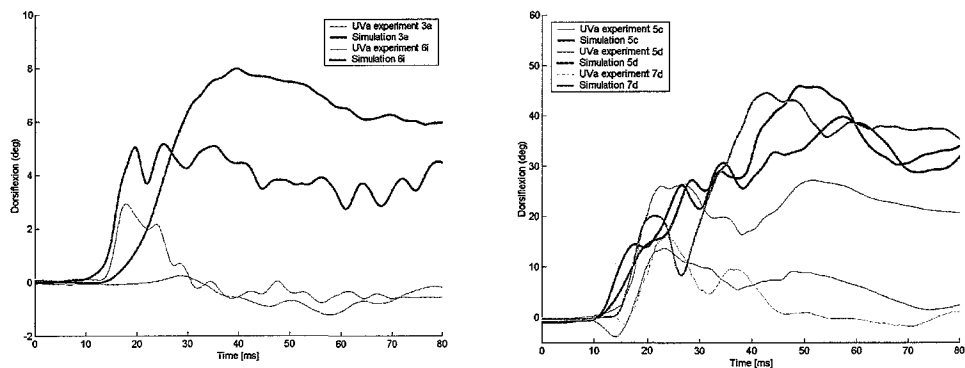 UVa experiment 3a
Simulation 3a
UVa experiment 6i
Simulation 6i
Dorsiflexion (deg)
10
8
6
4
2
0
-2
0 10 20 30 40 50 60 70 80
Time [ms]
UVa experiment 5c
Simulation 5c
UVa experiment 5d
Simulation 5d
UVa experiment 7d
Simulation 7d
Dorsiflexion (deg)
60
50
40
30
20
10
0
-10
0 10 20 30 40 50 60 70 80
Time [ms]